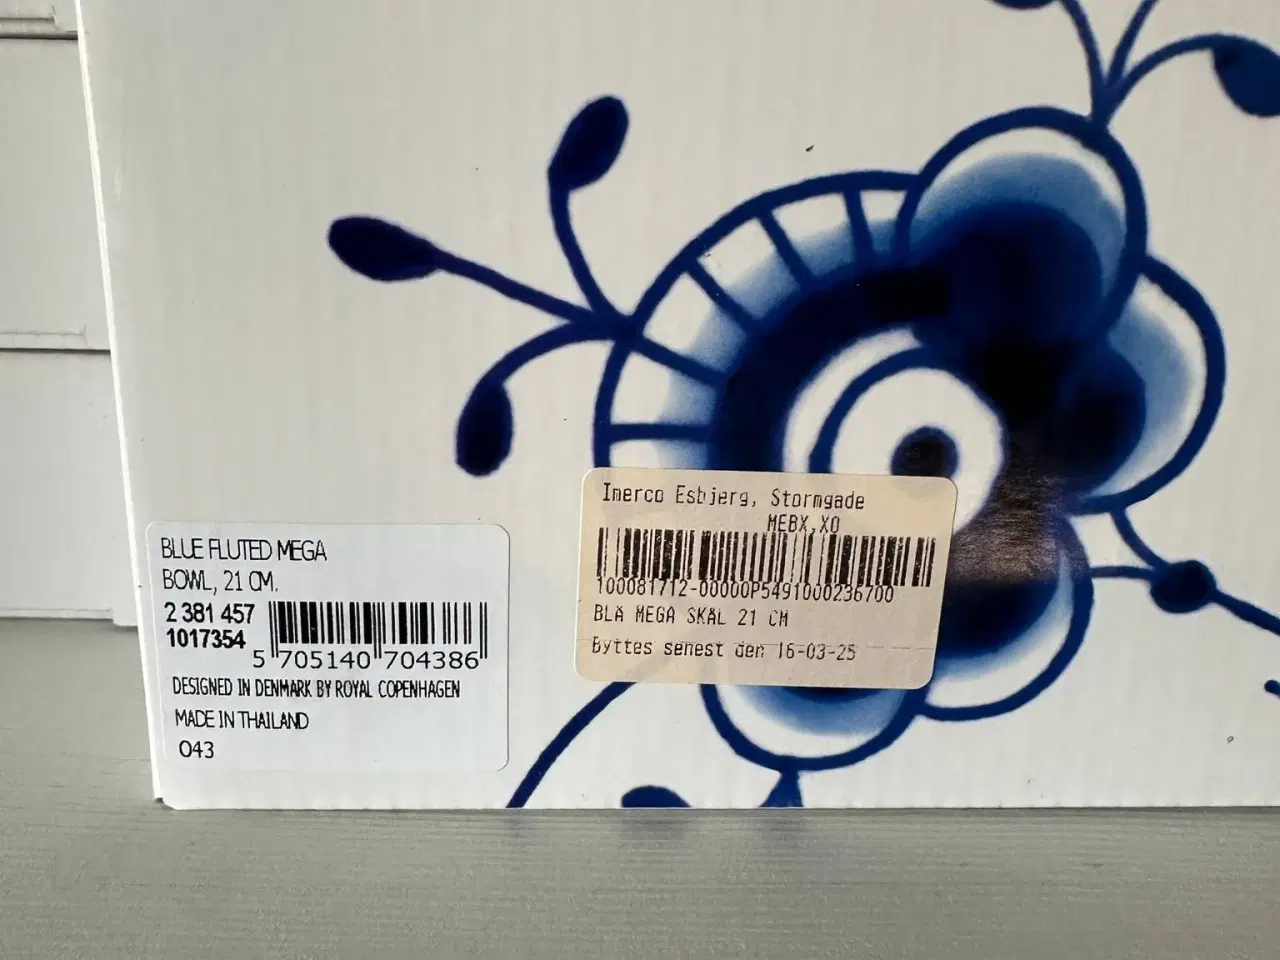 BLUE FLUTED MEGA
BOWL, 21 CM.
2 381 457
1017354
5 705140 704386
DESIGNED IN DENMARK BY ROYAL COPENHAGEN
MADE IN THAILAND
043
Imerco Esbjerg, Stormgade
MEBX,XO
100081712-00000P5491000236700
BLÅ MEGA SKÅL 21 CM
Byttes senest den 16-03-25